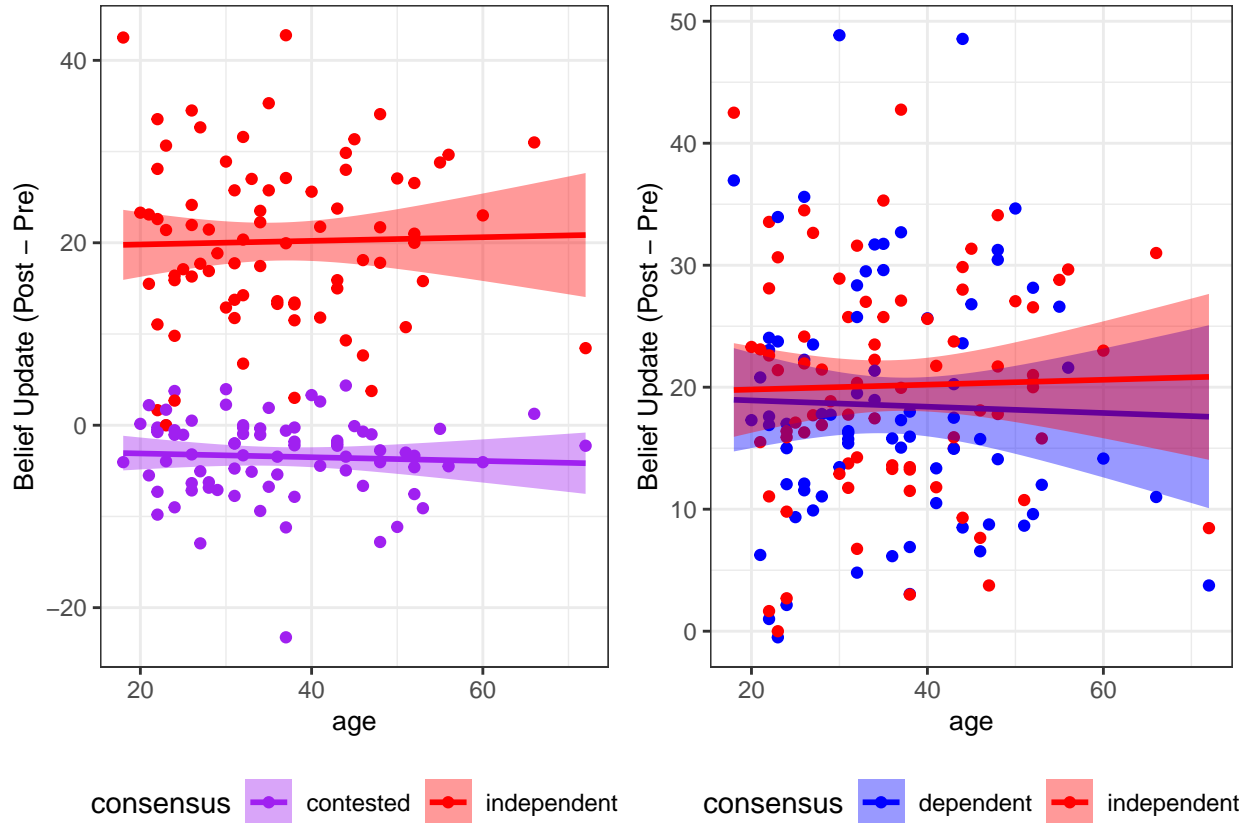 Belief Update (Post − Pre)
40
20
0
−20
20 40 60
age
consensus contested independent
Belief Update (Post − Pre)
50
40
30
20
10
0
20 40 60
age
consensus dependent independent